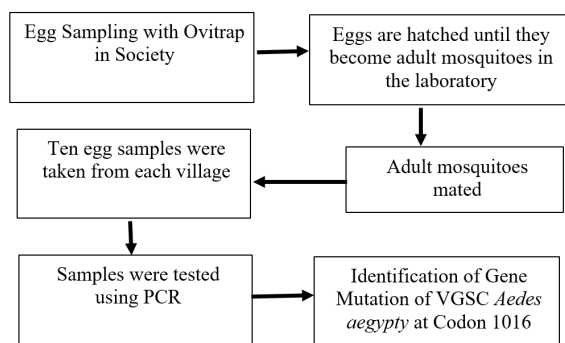 Egg Sampling with Ovitrap
in Society
Eggs are hatched until they
become adult mosquitoes in
the laboratory
Adult mosquitoes
mated
Ten egg samples were
taken from each village
Samples were tested
using PCR
Identification of Gene
Mutation of VGSC Aedes
aegypty at Codon 1016